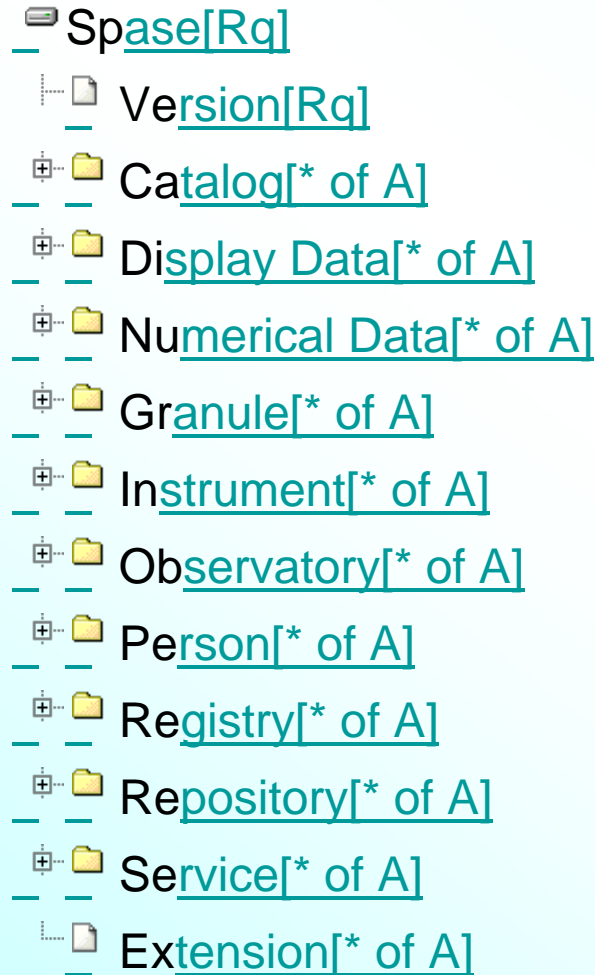 Spase[Rq]
Version[Rq]
Catalog[* of A]
Display Data[* of A]
Numerical Data[* of A]
Granule[* of A]
Instrument[* of A]
Observatory[* of A]
Person[* of A]
Registry[* of A]
Repository[* of A]
Service[* of A]
Extension[* of A]